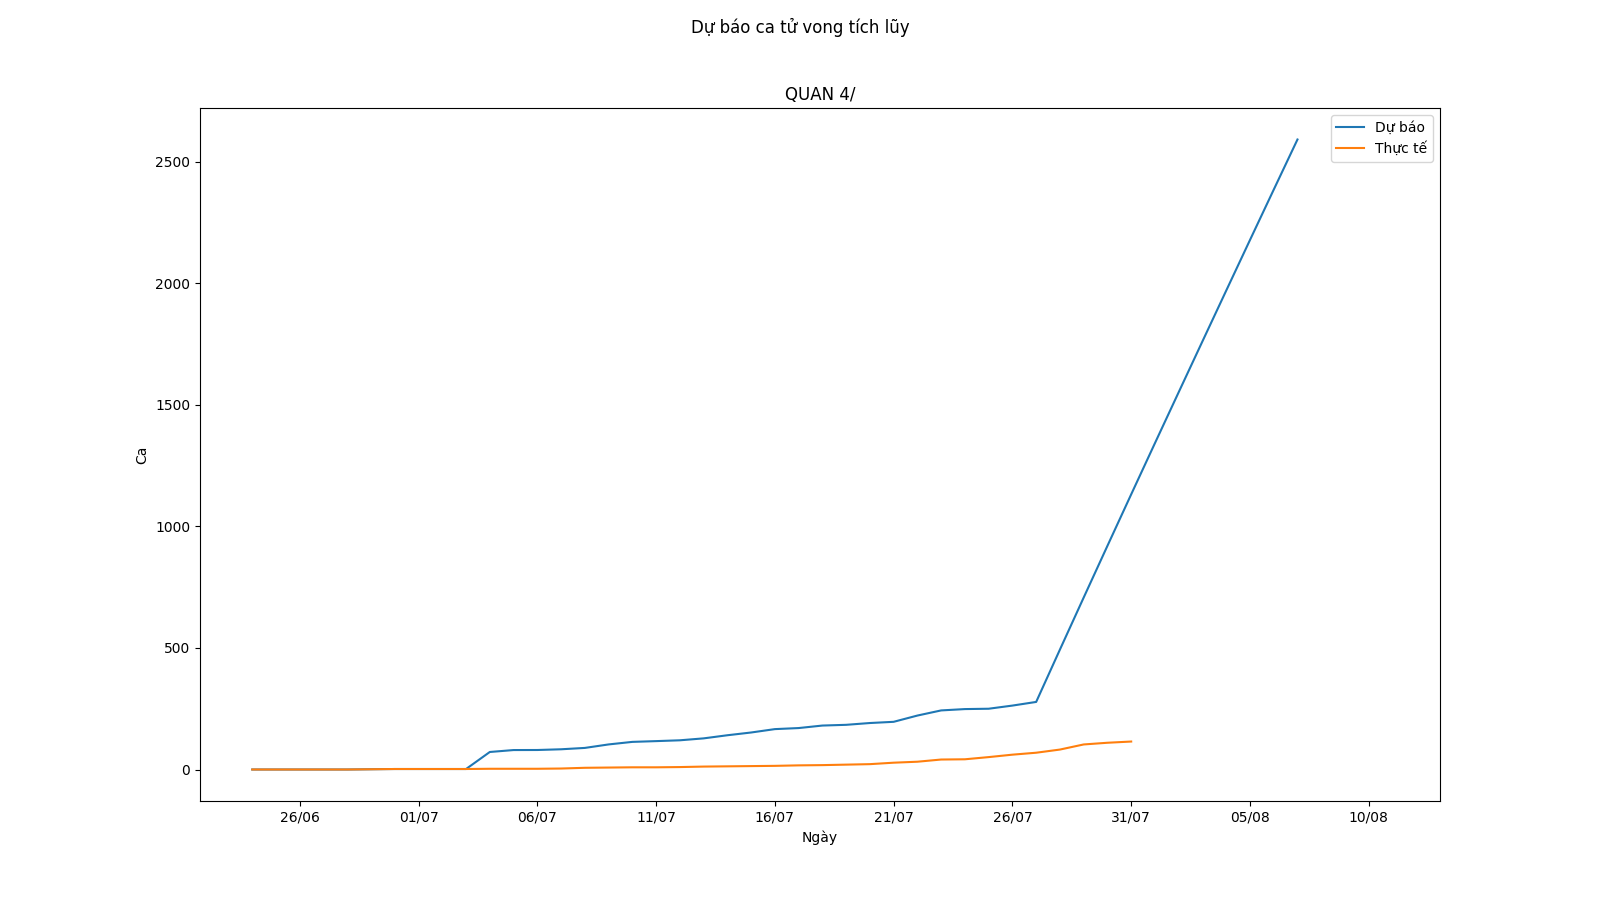 Dự báo ca tử vong tích lũy
QUAN 4/
Dự báo
Thực tế
2500
2000
1500
1000
500
0
Ca
26/06 01/07 06/07 11/07 16/07 21/07 26/07 31/07 05/08 10/08
Ngày